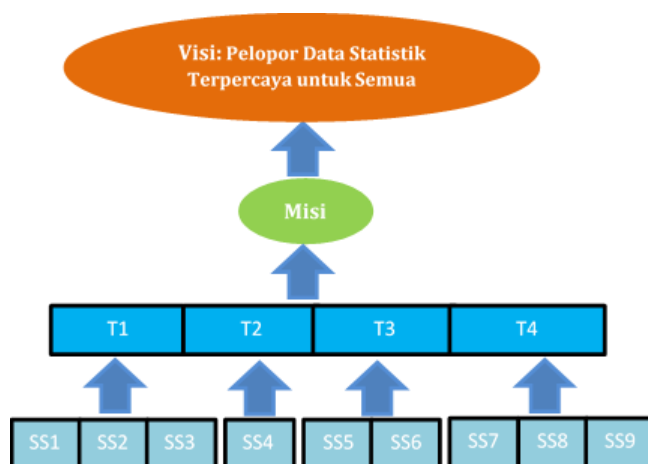 Visi: Pelopor Data Statistik
Terpercaya untuk Semua
Misi
T1 T2 T3 T4
SS1 SS2 SS3 SS4 SS5 SS6 SS7 SS8 SS9